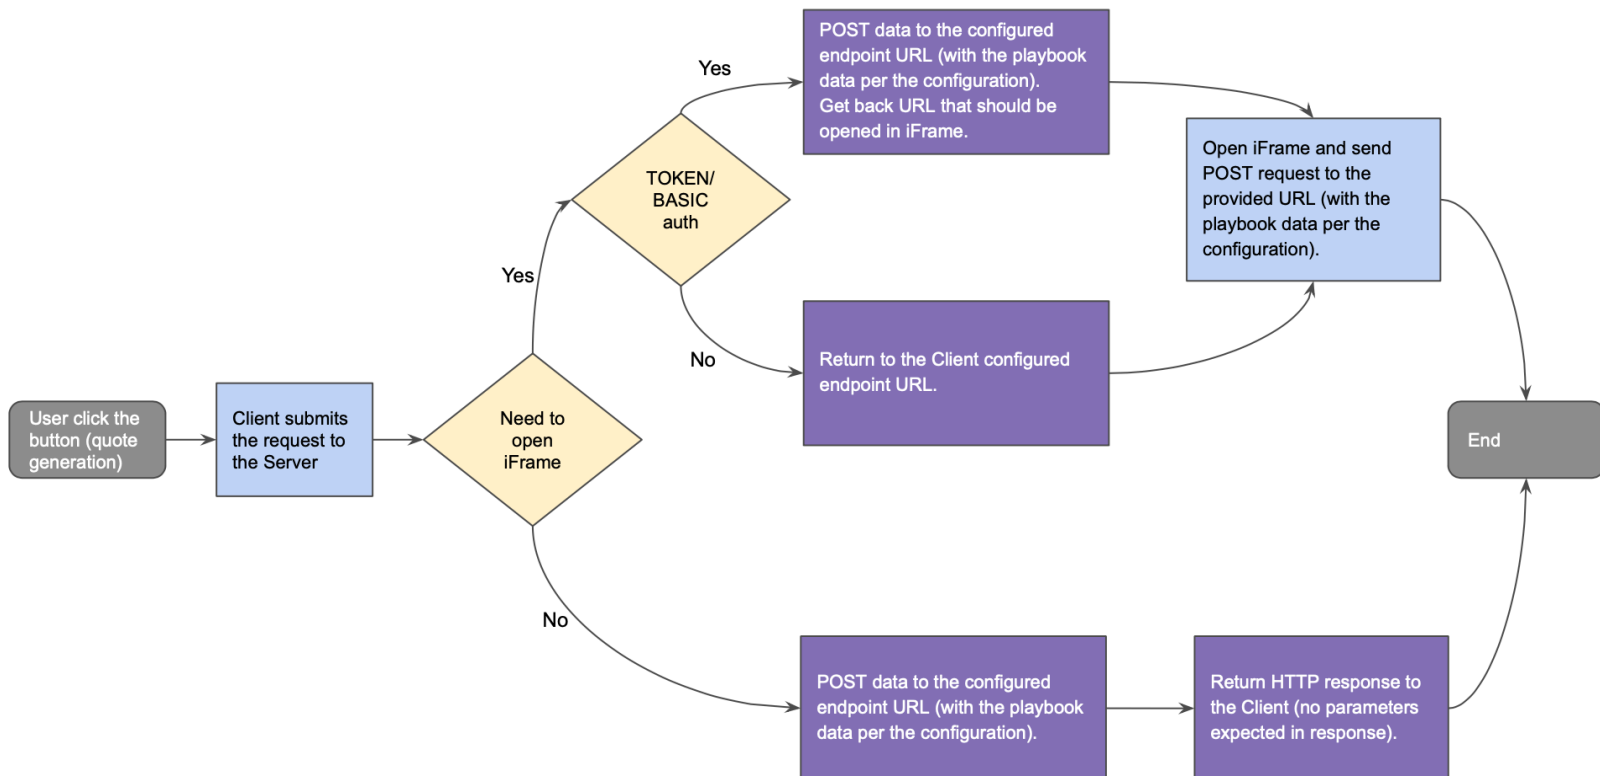 User click the
button (quote
generation)
Client submits
the request to
the Server
Need to
open
iFrame
Yes
No
TOKEN/
BASIC
auth
Yes
No
POST data to the configured
endpoint URL (with the playbook
data per the configuration).
Get back URL that should be
opened in iFrame.
Return to the Client configured
endpoint URL.
Open iFrame and send
POST request to the
provided URL (with the
playbook data per the
configuration).
POST data to the configured
endpoint URL (with the playbook
data per the configuration).
Return HTTP response to
the Client (no parameters
expected in response).
End